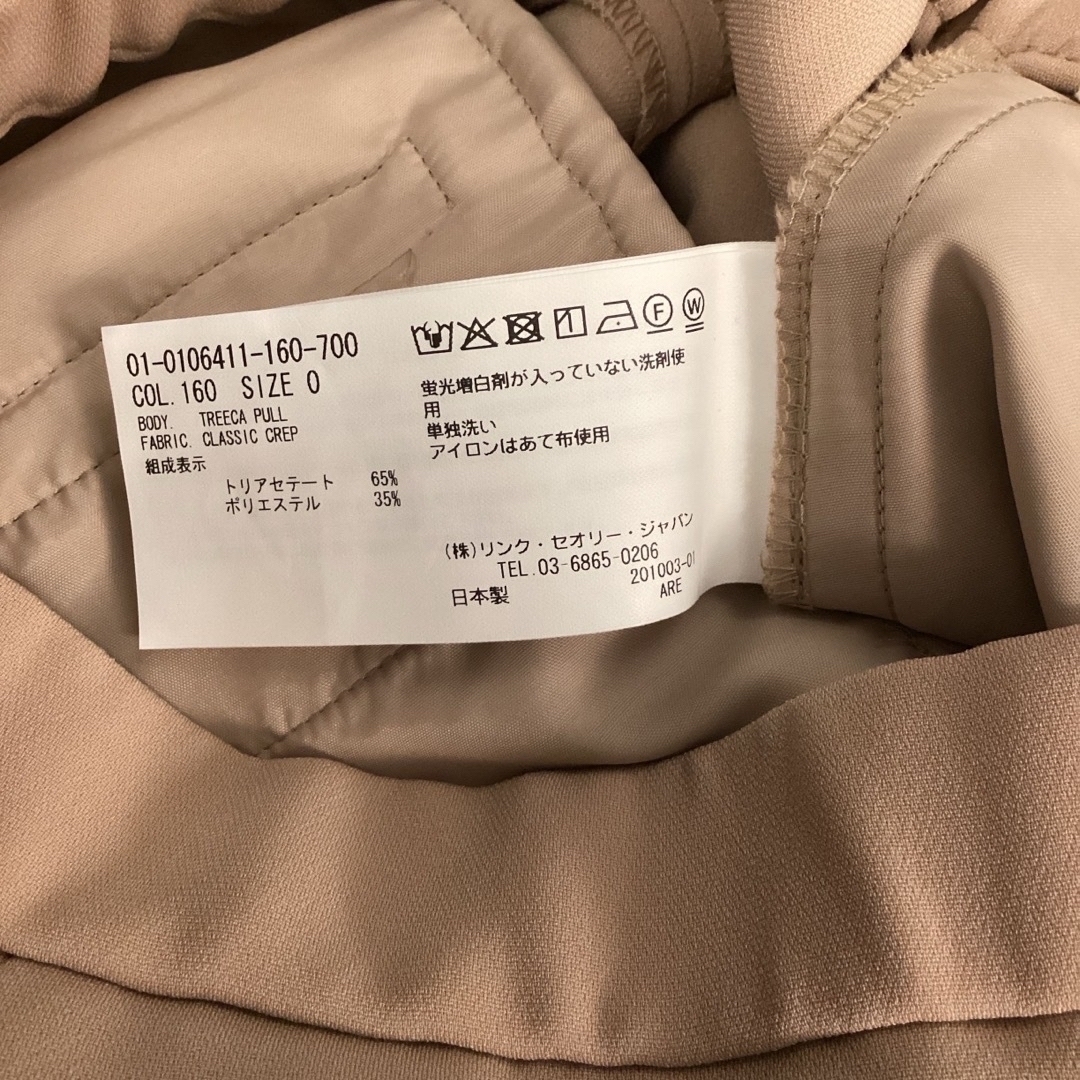 01-0106411-160-700
COL.160 SIZE 0
BODY. TREECA PULL
FABRIC. CLASSIC CREP
組成表示
トリアセテート 65%
ポリエステル 35%
F W
蛍光増白剤が入っていない洗剤使
用
単独洗い
アイロンはあて布使用
(株)リンク・セオリー・ジャパン
TEL.03-6865-0206
201003-01
日本製 ARE